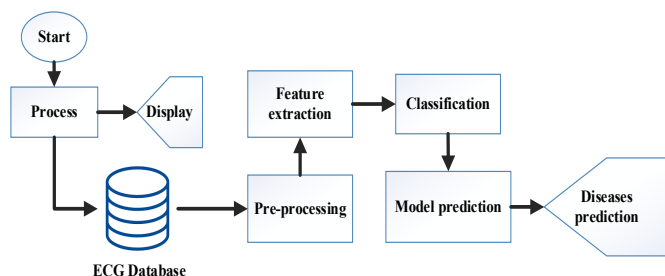 Start
Process
Display
ECG Database
Pre-processing
Feature
extraction
Classification
Model prediction
Diseases
prediction